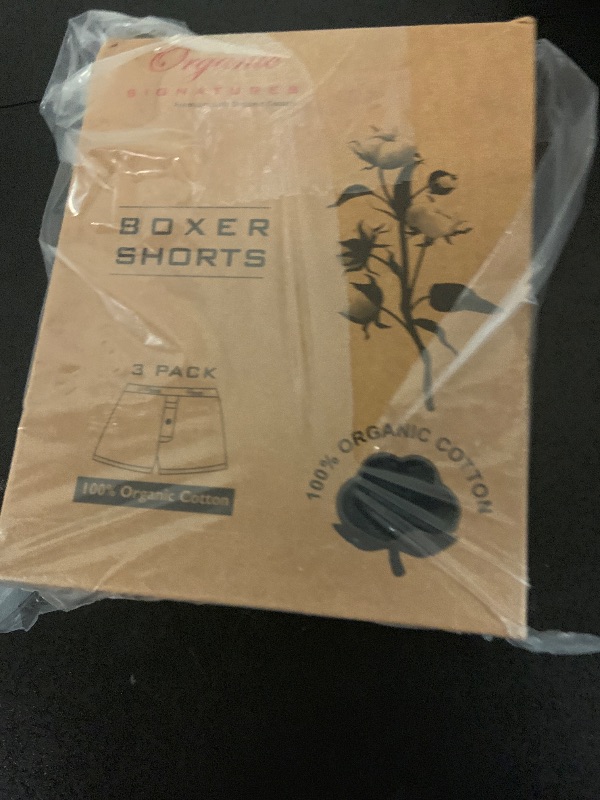 Organic
SIGNATURES
BOXER
SHORTS
3 PACK
100% Organic Cotton
100% ORGANIC COTTON